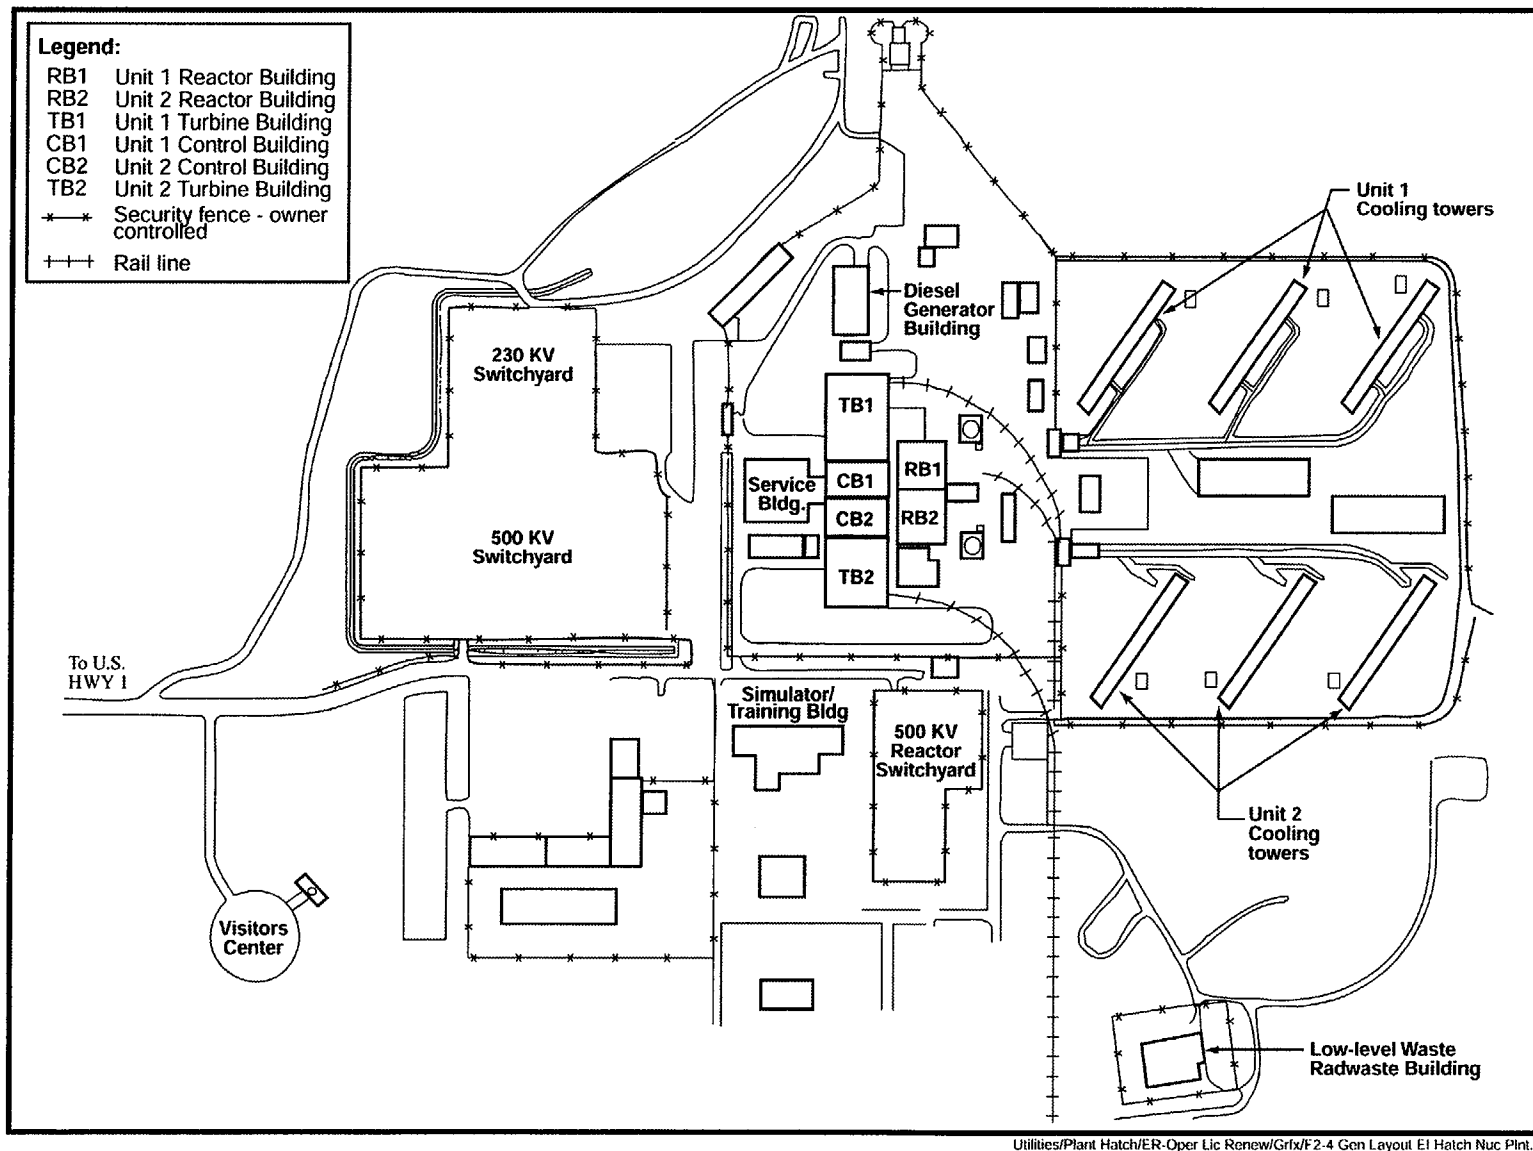 Legend:
RB1 Unit 1 Reactor Building
RB2 Unit 2 Reactor Building
TB1 Unit 1 Turbine Building
CB1 Unit 1 Control Building
CB2 Unit 2 Control Building
TB2 Unit 2 Turbine Building
Security fence - owner
controlled
Rail line
Unit 1
Cooling towers
Diesel
Generator
Building
230 KV
Switchyard
TB1
RB1
CB1
Service
Bldg.
CB2
RB2
500 KV
Switchyard
TB2
To U.S.
HWY 1
Simulator/
Training Bldg
500 KV
Reactor
Switchyard
Unit 2
Cooling
towers
Visitors
Center
Low-level Waste
Radwaste Building
Utilities/Plant Hatch/ER-Oper Lic Renew/Grfx/F2-4 Gen Layout EI Hatch Nuc Plnt.